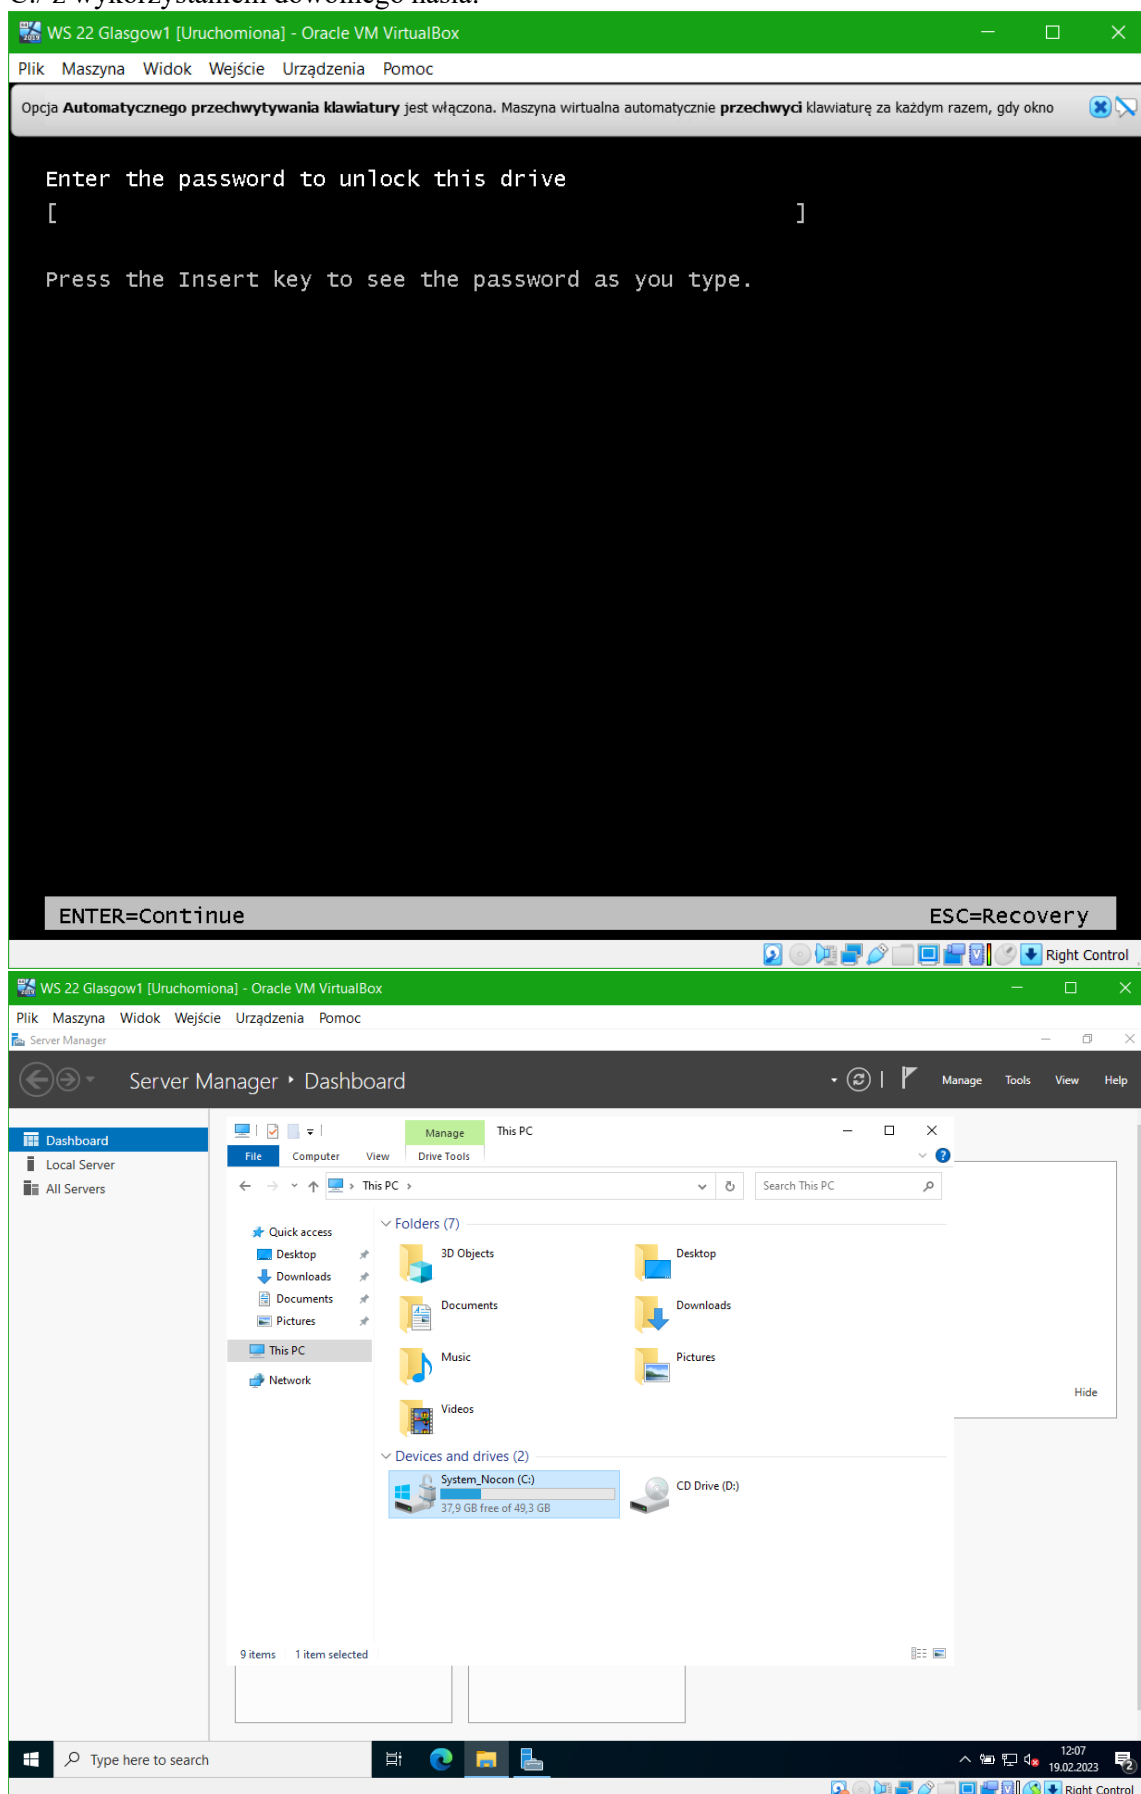 C:/ z wykorzystaniem dowolnego hasła.
WS 22 Glasgow1 [Uruchomiona] - Oracle VM VirtualBox
Plik Maszyna Widok Wejście Urządzenia Pomoc
Opcja Automatycznego przechwytywania klawiatury jest włączona. Maszyna wirtualna automatycznie przechwyci klawiaturę za każdym razem, gdy okno
Enter the password to unlock this drive
[ ]
Press the Insert key to see the password as you type.
ENTER=Continue ESC=Recovery
Right Control
WS 22 Glasgow1 [Uruchomiona] - Oracle VM VirtualBox
Plik Maszyna Widok Wejście Urządzenia Pomoc
Server Manager
Server Manager • Dashboard
Manage Tools View Help
Dashboard
Local Server
All Servers
Manage This PC
File Computer View Drive Tools
This PC
Search This PC
Quick access
Desktop
Downloads
Documents
Pictures
This PC
Network
Folders (7)
3D Objects
Desktop
Documents
Downloads
Music
Pictures
Videos
Devices and drives (2)
System_Nocon (C:)
37,9 GB free of 49,3 GB
CD Drive (D:)
9 items 1 item selected
Hide
Type here to search
12:07
19.02.2023
2
Right Control